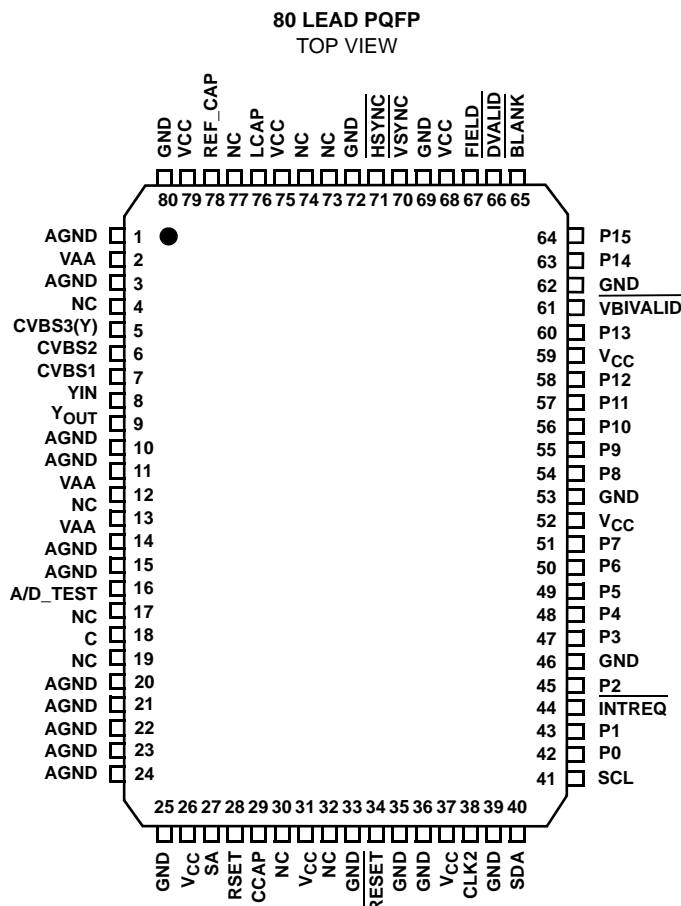 80 LEAD PQFP
TOP VIEW
GND VCC REF_CAP NC LCAP VCC NC NC GND HSYNC VSYNC GND VCC FIELD DVALID BLANK
80 79 78 77 76 75 74 73 72 71 70 69 68 67 66 65
AGND 1
VAA 2
AGND 3
NC 4
CVBS3(Y) 5
CVBS2 6
CVBS1 7
YIN 8
YOUT 9
AGND 10
AGND 11
VAA 12
NC 13
VAA 14
AGND 15
AGND 16
A/D_TEST 17
NC 18
C 19
NC 20
AGND 21
AGND 22
AGND 23
AGND 24
AGND
64 P15
63 P14
62 GND
61 VBIVALID
60 P13
59 VCC
58 P12
57 P11
56 P10
55 P9
54 P8
53 GND
52 VCC
51 P7
50 P6
49 P5
48 P4
47 P3
46 GND
45 P2
44 INTREQ
43 P1
42 P0
41 SCL
25 26 27 28 29 30 31 32 33 34 35 36 37 38 39 40
GND VCC SA RSET CCAP NC VCC NC GND RESET GND GND VCC CLK2 GND SDA